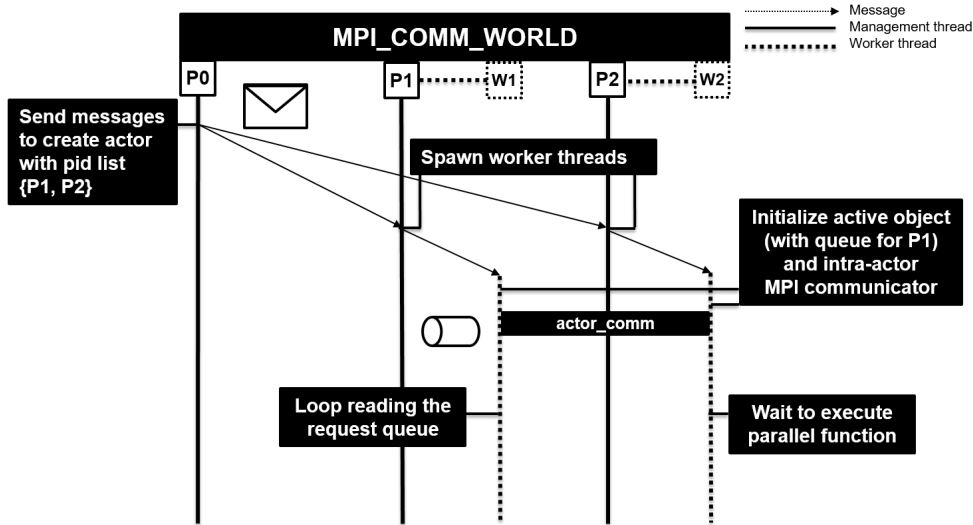 Message
Management thread
Worker thread
MPI_COMM_WORLD
P0
P1
W1
P2
W2
Send messages
to create actor
with pid list
{P1, P2}
Spawn worker threads
Initialize active object
(with queue for P1)
and intra-actor
MPI communicator
actor_comm
Loop reading the
request queue
Wait to execute
parallel function